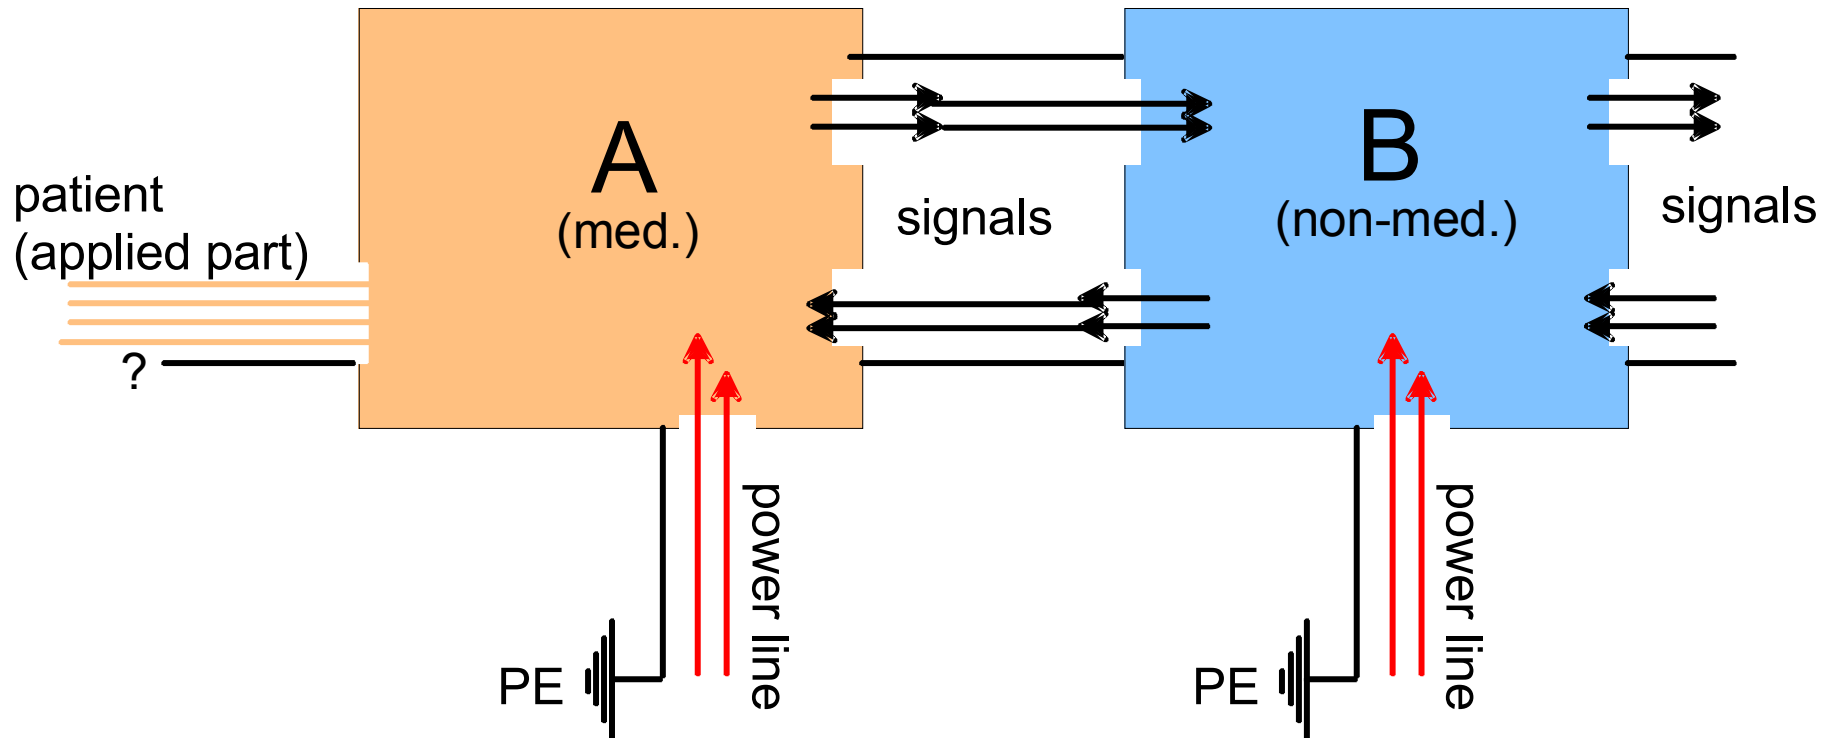 patient
(applied part)
?
A
(med.)
signals
B
(non-med.)
signals
PE
power line
PE
power line